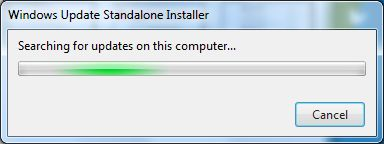 Windows Update Standalone Installer
Searching for updates on this computer...
Cancel